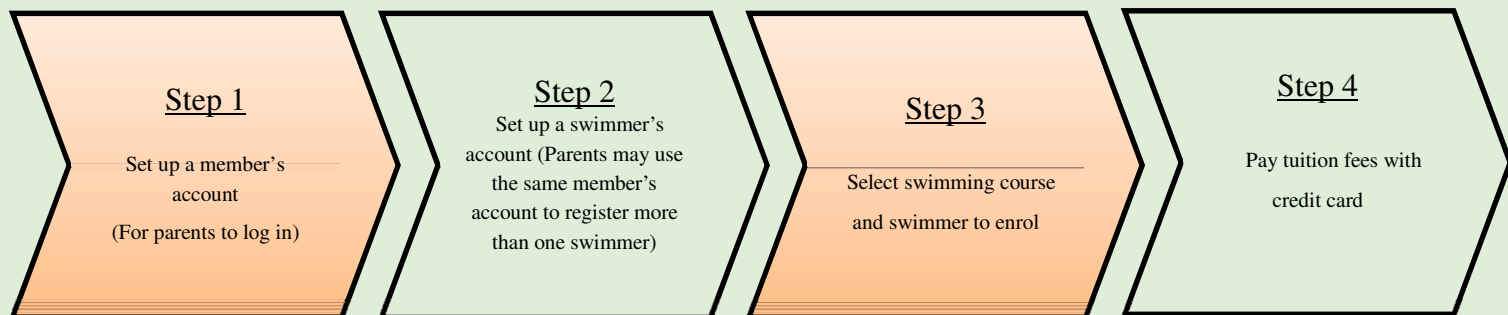 Step 1
Set up a member’s
account
(For parents to log in)
Step 2
Set up a swimmer’s
account (Parents may use
the same member’s
account to register more
than one swimmer)
Step 3
Select swimming course
and swimmer to enrol
Step 4
Pay tuition fees with
credit card